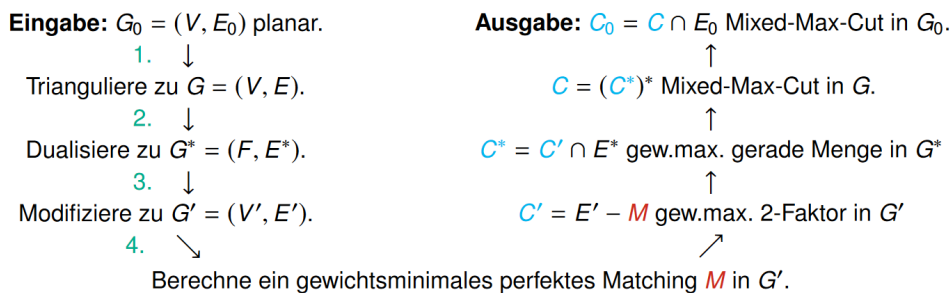 Eingabe: G₀ = (V, E₀) planar.
1. ↓
Trianguliere zu G = (V, E).
2. ↓
Dualisiere zu G* = (F, E*).
3. ↓
Modifiziere zu G′ = (V′, E′).
4. ↘
Berechne ein gewichtsminimales perfektes Matching M in G′.
↗
C′ = E′ − M gew.max. 2-Faktor in G′
↑
C* = C′ ∩ E* gew.max. gerade Menge in G*
↑
C = (C*)* Mixed-Max-Cut in G.
↑
Ausgabe: C₀ = C ∩ E₀ Mixed-Max-Cut in G₀.